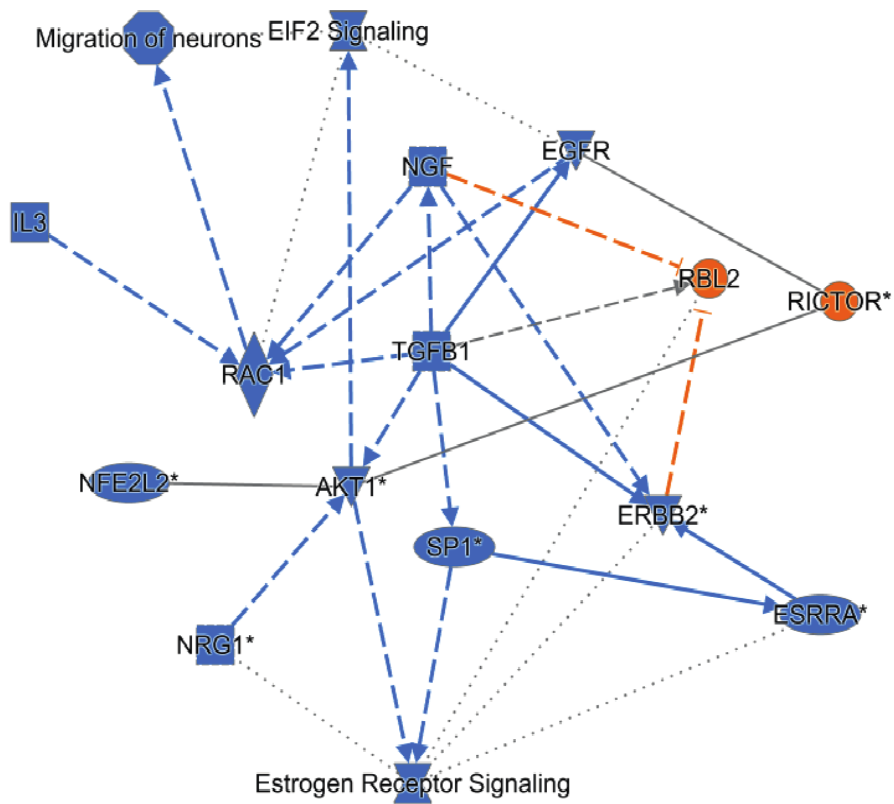 Migration of neurons
EIF2 Signaling
NGF
EGFR
IL3
RBL2
RICTOR*
TGFB1
RAC1
NFE2L2*
AKT1*
ERBB2*
SP1*
ESRRA*
NRG1*
Estrogen Receptor Signaling